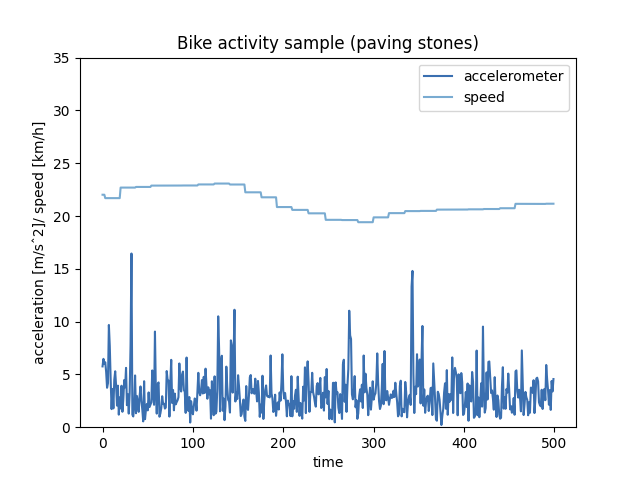 Bike activity sample (paving stones)
accelerometer
speed
35
30
25
20
15
10
5
0
acceleration [m/sˆ2]/ speed [km/h]
0 100 200 300 400 500
time